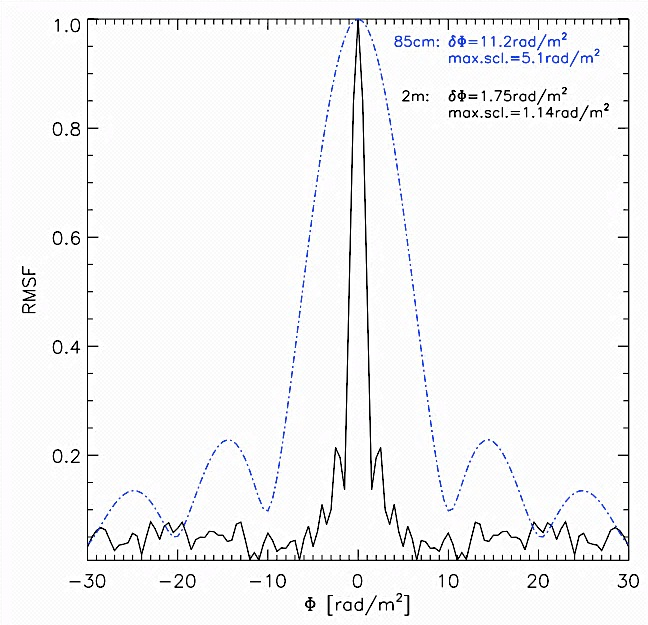 1.0
0.8
0.6
0.4
0.2
RMSF
85cm: δΦ=11.2rad/m²
max.scl.=5.1rad/m²
2m: δΦ=1.75rad/m²
max.scl.=1.14rad/m²
−30 −20 −10 0 10 20 30
Φ [rad/m²]